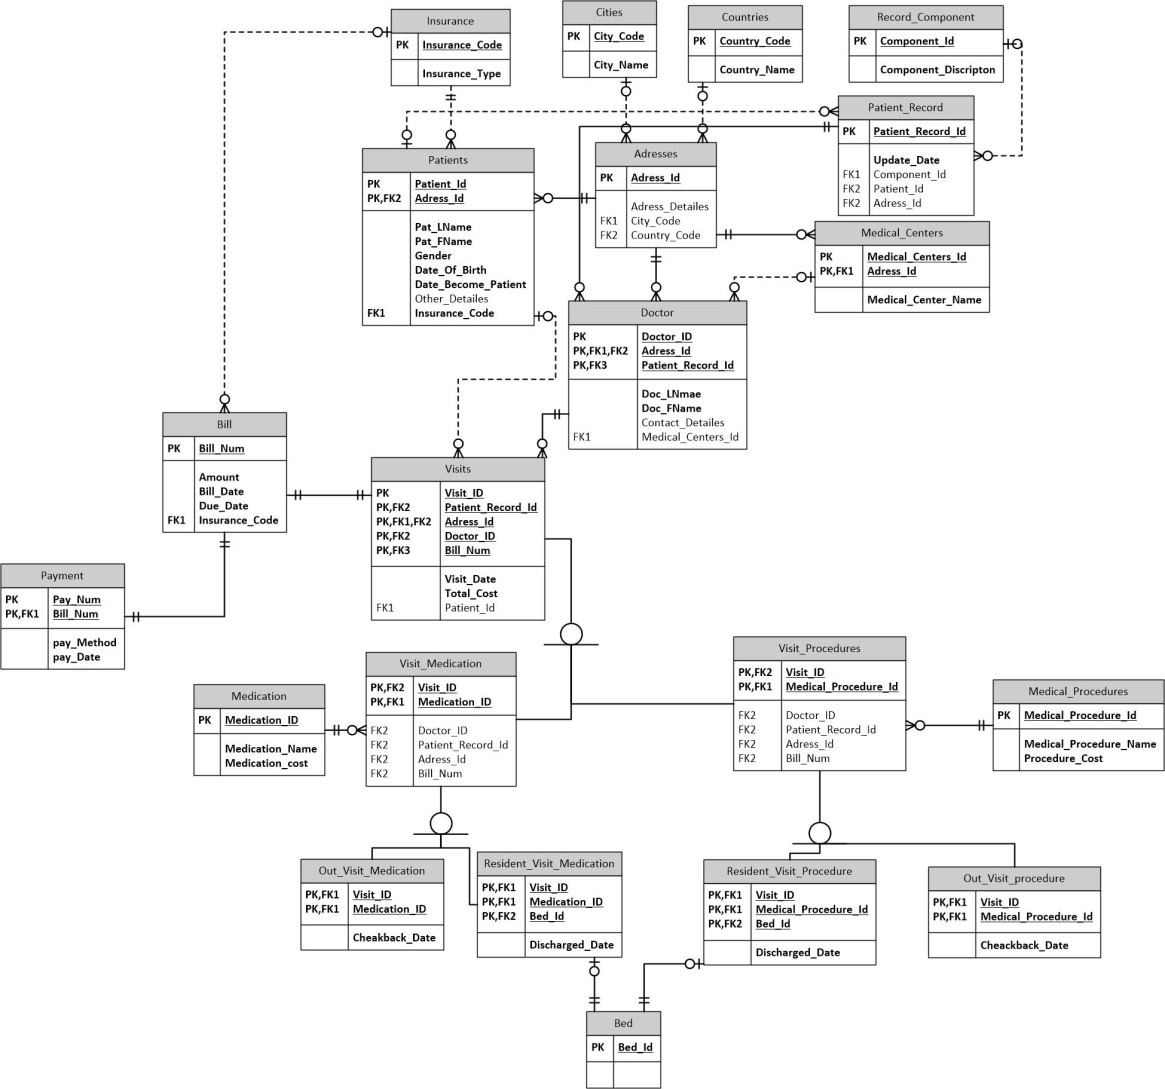 Insurance
PK Insurance_Code
Insurance_Type
Cities
PK City_Code
City_Name
Countries
PK Country_Code
Country_Name
Record_Component
PK Component_Id
Component_Discripton
Patient_Record
PK Patient_Record_Id
Update_Date
FK1 Component_Id
FK2 Patient_Id
FK2 Adress_Id
Patients
PK Patient_Id
PK,FK2 Adress_Id
Pat_LName
Pat_FName
Gender
Date_Of_Birth
Date_Become_Patient
Other_Detailes
FK1 Insurance_Code
Adresses
PK Adress_Id
Adress_Detailes
FK1 City_Code
FK2 Country_Code
Medical_Centers
PK Medical_Centers_Id
PK,FK1 Adress_Id
Medical_Center_Name
Doctor
PK Doctor_ID
PK,FK1,FK2 Adress_Id
PK,FK3 Patient_Record_Id
Doc_LNmae
Doc_FName
Contact_Detailes
FK1 Medical_Centers_Id
Bill
PK Bill_Num
Amount
Bill_Date
Due_Date
FK1 Insurance_Code
Visits
PK Visit_ID
PK,FK2 Patient_Record_Id
PK,FK1,FK2 Adress_Id
PK,FK2 Doctor_ID
PK,FK3 Bill_Num
Visit_Date
Total_Cost
FK1 Patient_Id
Payment
PK Pay_Num
PK,FK1 Bill_Num
pay_Method
pay_Date
Visit_Medication
PK,FK2 Visit_ID
PK,FK1 Medication_ID
FK2 Doctor_ID
FK2 Patient_Record_Id
FK2 Adress_Id
FK2 Bill_Num
Medication
PK Medication_ID
Medication_Name
Medication_cost
Visit_Procedures
PK,FK2 Visit_ID
PK,FK1 Medical_Procedure_Id
FK2 Doctor_ID
FK2 Patient_Record_Id
FK2 Adress_Id
FK2 Bill_Num
Medical_Procedures
PK Medical_Procedure_Id
Medical_Procedure_Name
Procedure_Cost
Out_Visit_Medication
PK,FK1 Visit_ID
PK,FK1 Medication_ID
Cheakback_Date
Resident_Visit_Medication
PK,FK1 Visit_ID
PK,FK1 Medication_ID
PK,FK2 Bed_Id
Discharged_Date
Resident_Visit_Procedure
PK,FK1 Visit_ID
PK,FK1 Medical_Procedure_Id
PK,FK2 Bed_Id
Discharged_Date
Out_Visit_procedure
PK,FK1 Visit_ID
PK,FK1 Medical_Procedure_Id
Cheackback_Date
Bed
PK Bed_Id